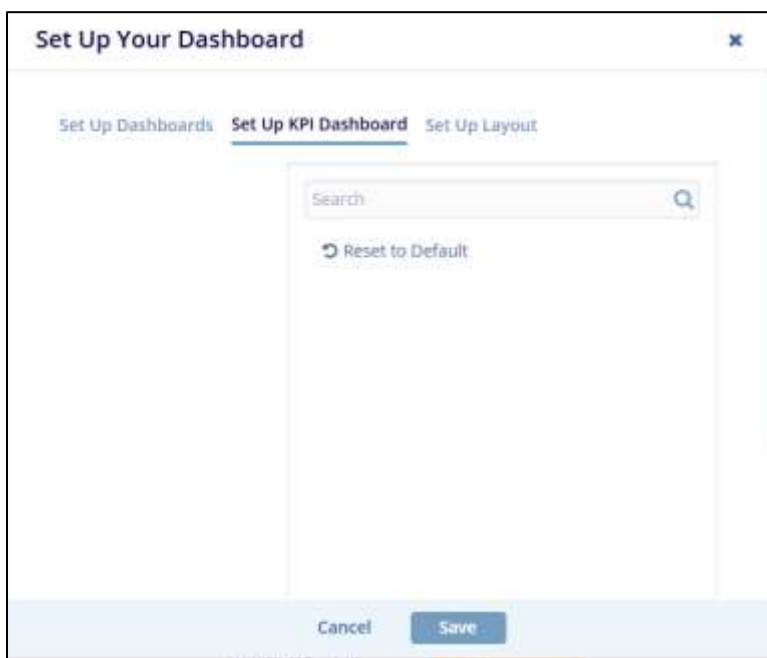 Set Up Your Dashboard
Set Up Dashboards Set Up KPI Dashboard Set Up Layout
Search
Reset to Default
Cancel Save